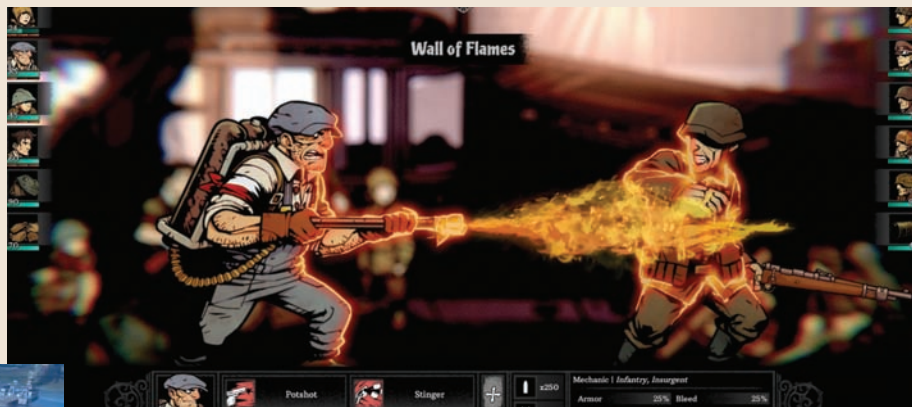 Wall of Flames
Potshot
Stinger
x250
Mechanic | Infantry, Insurgent
Armor 25% Bleed 25%